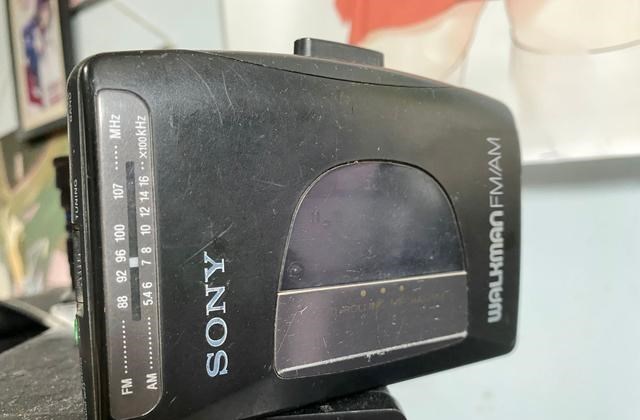 SONY
WALKMAN FM/AM
FM 88 92 96 100 107 MHz
AM 5.4 6 7 8 10 12 14 16 X100kHz
TUNING